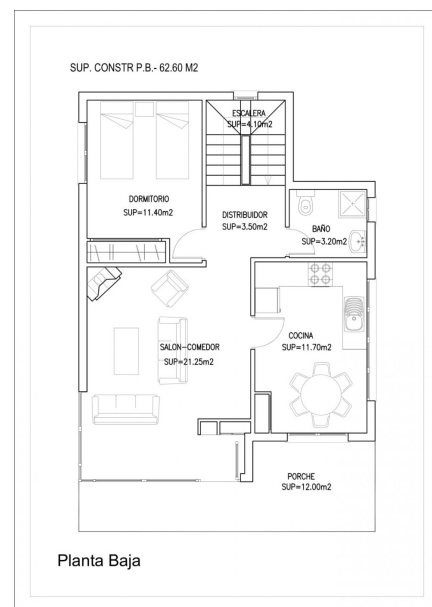 SUP. CONSTR P.B.- 62.60 M2
ESCALERA
SUP=4.10m2
DORMITORIO
SUP=11.40m2
DISTRIBUIDOR
SUP=3.50m2
BAÑO
SUP=3.20m2
SALON-COMEDOR
SUP=21.25m2
COCINA
SUP=11.70m2
PORCHE
SUP=12.00m2
Planta Baja